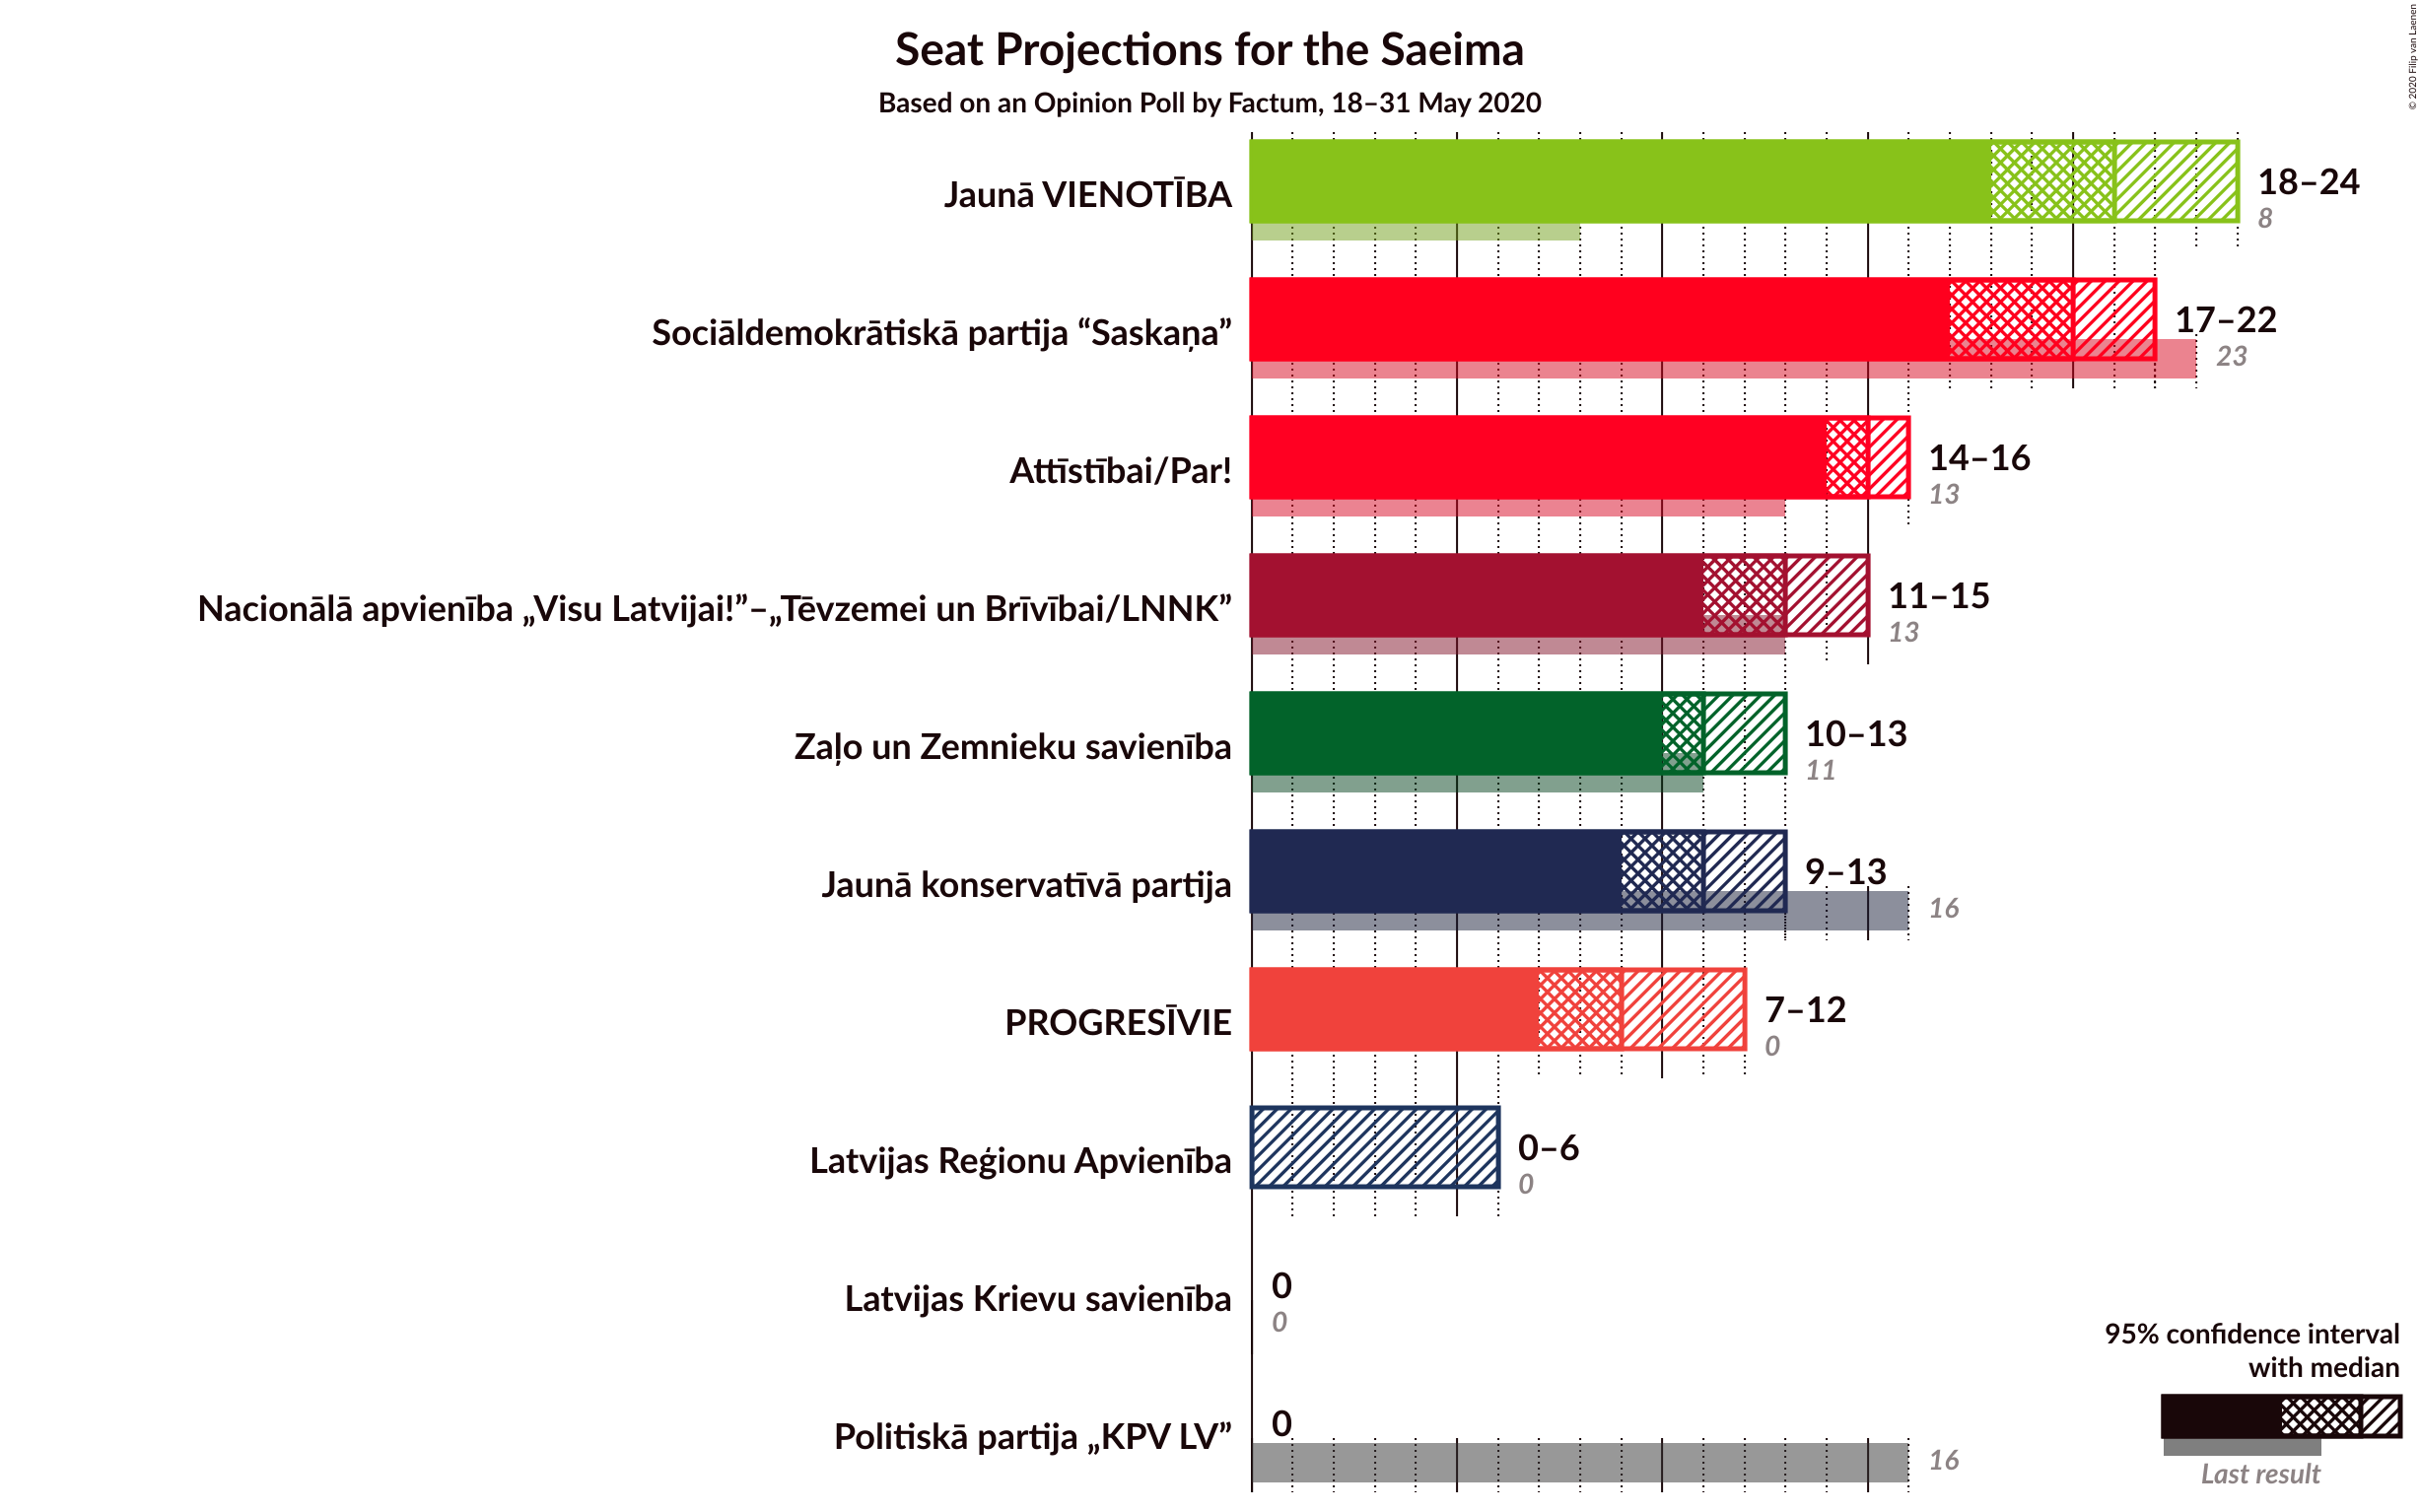 Seat Projections for the Saeima
Based on an Opinion Poll by Factum, 18–31 May 2020
© 2020 Filip van Laenen
Jaunā VIENOTĪBA
18–24
8
Sociāldemokrātiskā partija “Saskaņa”
17–22
23
Attīstībai/Par!
14–16
13
Nacionālā apvienība „Visu Latvijai!”–„Tēvzemei un Brīvībai/LNNK”
11–15
13
Zaļo un Zemnieku savienība
10–13
11
Jaunā konservatīvā partija
9–13
16
PROGRESĪVIE
7–12
0
Latvijas Reģionu Apvienība
0–6
0
Latvijas Krievu savienība
0
0
Politiskā partija „KPV LV”
0
16
95% confidence interval
with median
Last result